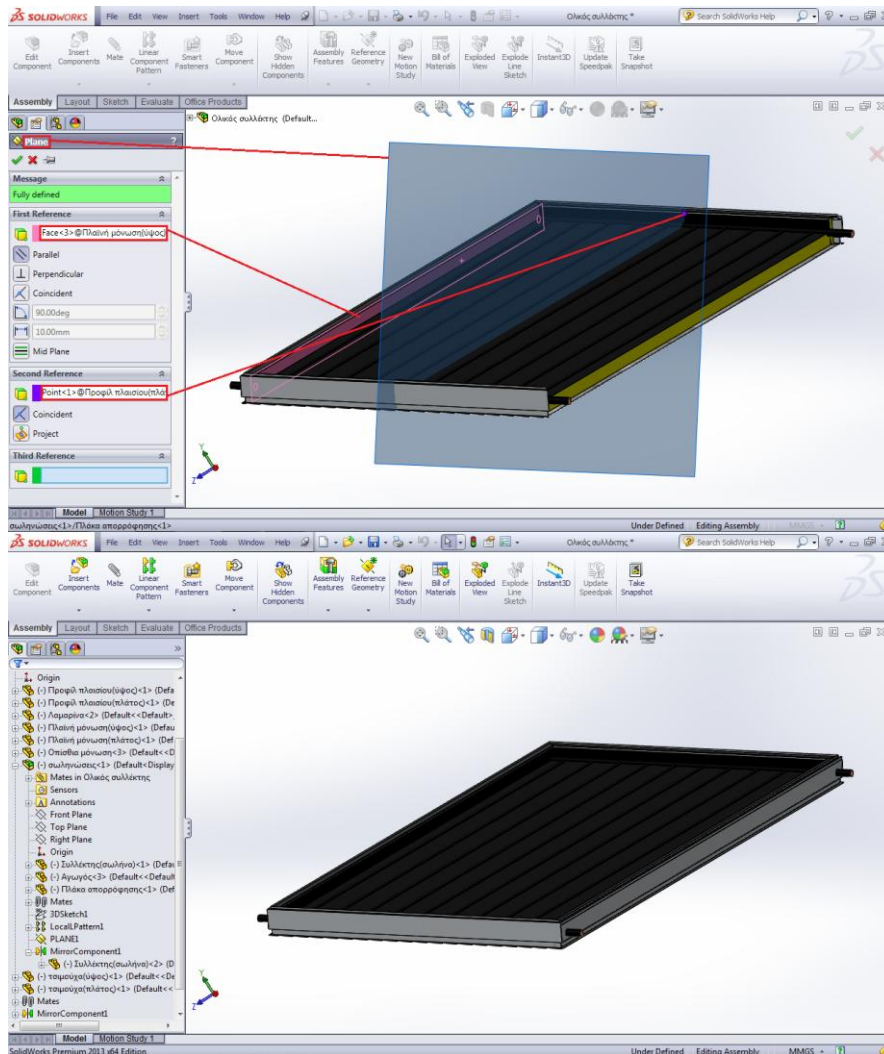 SOLIDWORKS File Edit View Insert Tools Window Help Ολικός συλλέκτης * Search SolidWorks Help
Edit Component
Insert Components
Mate
Linear Component Pattern
Smart Fasteners
Move Component
Show Hidden Components
Assembly Features
Reference Geometry
New Motion Study
Bill of Materials
Exploded View
Explode Line Sketch
Instant3D
Update Speedpak
Take Snapshot
Assembly Layout Sketch Evaluate Office Products
Ολικός συλλέκτης (Default...
Plane ?
Message
Fully defined
First Reference
Face<3>@Πλαϊνή μόνωση(ύψος)
Parallel
Perpendicular
Coincident
90.00deg
10.00mm
Mid Plane
Second Reference
Point<1>@Προφίλ πλαισίου(πλά
Coincident
Project
Third Reference
Y
Z
Model Motion Study 1
σωληνώσεις<1>/Πλάκα απορρόφησης<1> Under Defined Editing Assembly MMGS
SOLIDWORKS File Edit View Insert Tools Window Help Ολικός συλλέκτης * Search SolidWorks Help
Edit Component
Insert Components
Mate
Linear Component Pattern
Smart Fasteners
Move Component
Show Hidden Components
Assembly Features
Reference Geometry
New Motion Study
Bill of Materials
Exploded View
Explode Line Sketch
Instant3D
Update Speedpak
Take Snapshot
Assembly Layout Sketch Evaluate Office Products
Origin
(-) Προφίλ πλαισίου(ύψος)<1> (Defa
(-) Προφίλ πλαισίου(πλάτος)<1> (De
(-) Λαμαρίνα<2> (Default<<Default>
(-) Πλαϊνή μόνωση(ύψος)<1> (Defau
(-) Πλαϊνή μόνωση(πλάτος)<1> (Def
(-) Οπίσθια μόνωση<3> (Default<<D
(-) σωληνώσεις<1> (Default<Display
Mates in Ολικός συλλέκτης
Sensors
Annotations
Front Plane
Top Plane
Right Plane
Origin
(-) Συλλέκτης(σωλήνα)<1> (Defa
(-) Αγωγός<3> (Default<<Default
(-) Πλάκα απορρόφησης<1> (Def
Mates
3DSketch1
LocalLPattern1
PLANE1
MirrorComponent1
(-) Συλλέκτης(σωλήνα)<2> (D
(-) τσιμούχα(ύψος)<1> (Default<<De
(-) τσιμούχα(πλάτος)<1> (Default<<
Mates
MirrorComponent1
Y
Z
Model Motion Study 1
SolidWorks Premium 2013 x64 Edition Under Defined Editing Assembly MMGS